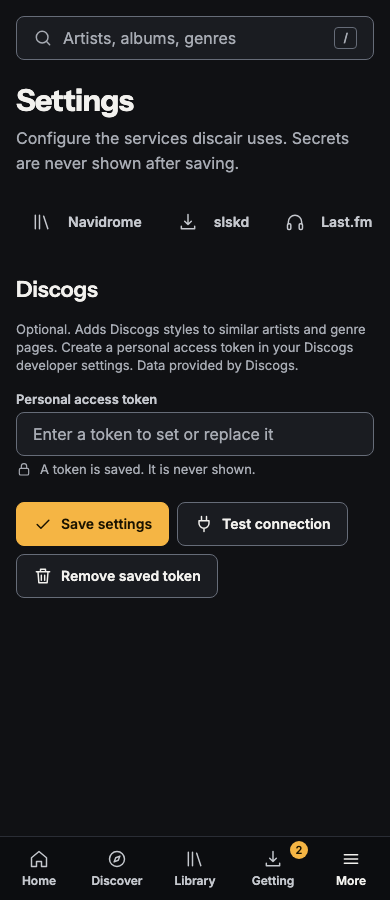 Artists, albums, genres /
Settings
Configure the services discair uses. Secrets
are never shown after saving.
Navidrome slskd Last.fm
Discogs
Optional. Adds Discogs styles to similar artists and genre
pages. Create a personal access token in your Discogs
developer settings. Data provided by Discogs.
Personal access token
Enter a token to set or replace it
A token is saved. It is never shown.
Save settings Test connection
Remove saved token
2
Home Discover Library Getting More